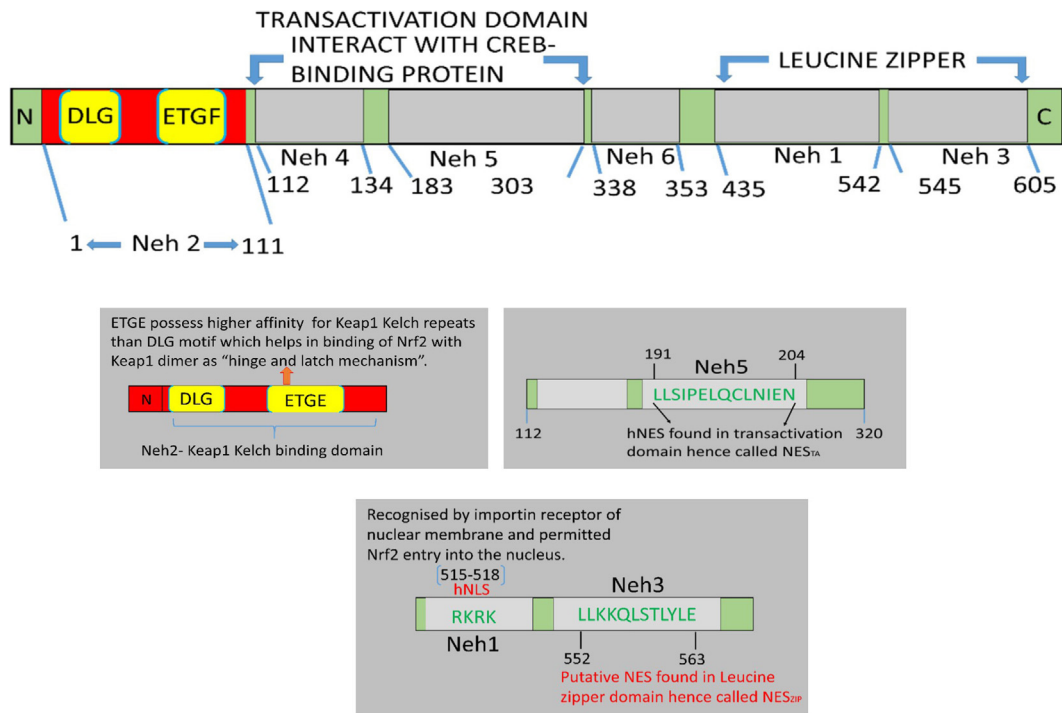 TRANSACTIVATION DOMAIN
INTERACT WITH CREB-
BINDING PROTEIN
LEUCINE ZIPPER
N DLG ETGF C
Neh 4 Neh 5 Neh 6 Neh 1 Neh 3
112 134 183 303 338 353 435 542 545 605
1 Neh 2 111
ETGE possess higher affinity for Keap1 Kelch repeats
than DLG motif which helps in binding of Nrf2 with
Keap1 dimer as “hinge and latch mechanism”.
N DLG ETGE
Neh2- Keap1 Kelch binding domain
191 204
Neh5
LLSIPELQCLNIEN
112 320
hNES found in transactivation
domain hence called NESTA
Recognised by importin receptor of
nuclear membrane and permitted
Nrf2 entry into the nucleus.
[515-518]
hNLS
Neh3
RKRK LLKKQLSTLYLE
Neh1
552 563
Putative NES found in Leucine
zipper domain hence called NESZIP